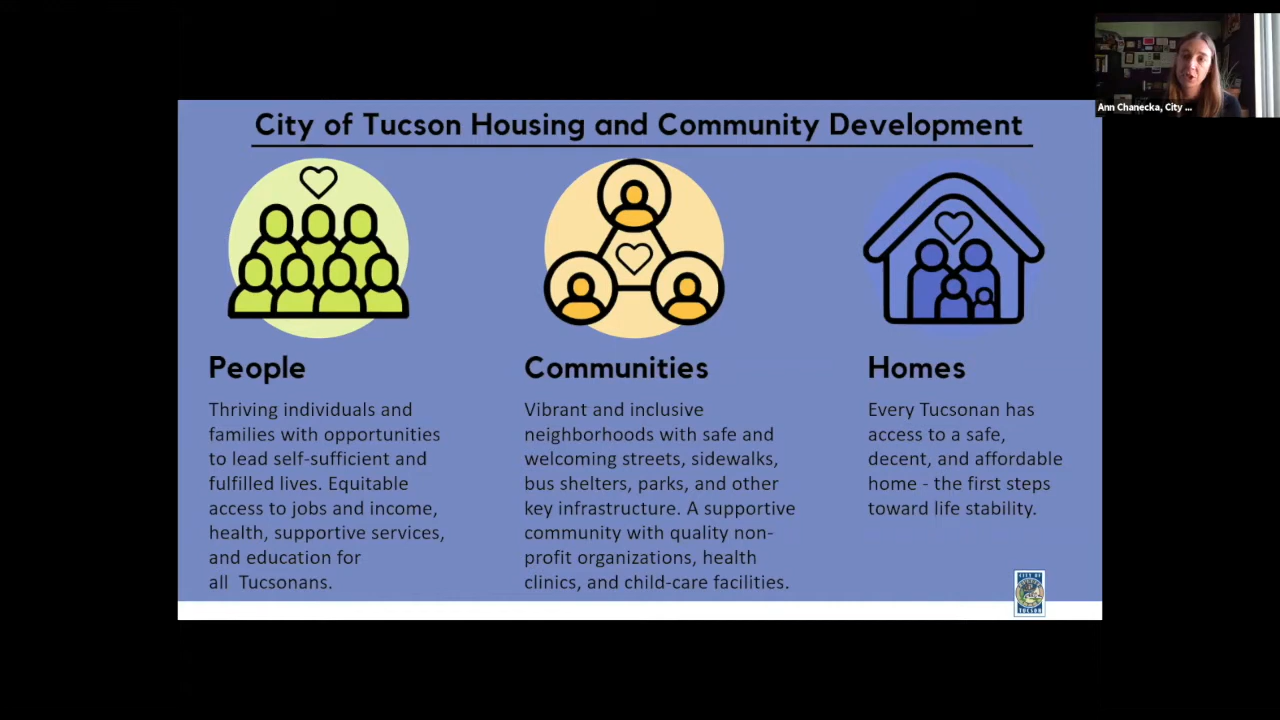 Ann Chanecka, City ...
City of Tucson Housing and Community Development
People
Thriving individuals and
families with opportunities
to lead self-sufficient and
fulfilled lives. Equitable
access to jobs and income,
health, supportive services,
and education for
all  Tucsonans.
Communities
Vibrant and inclusive
neighborhoods with safe and
welcoming streets, sidewalks,
bus shelters, parks, and other
key infrastructure. A supportive
community with quality non-
profit organizations, health
clinics, and child-care facilities.
Homes
Every Tucsonan has
access to a safe,
decent, and affordable
home - the first steps
toward life stability.
CITY OF
TUCSON